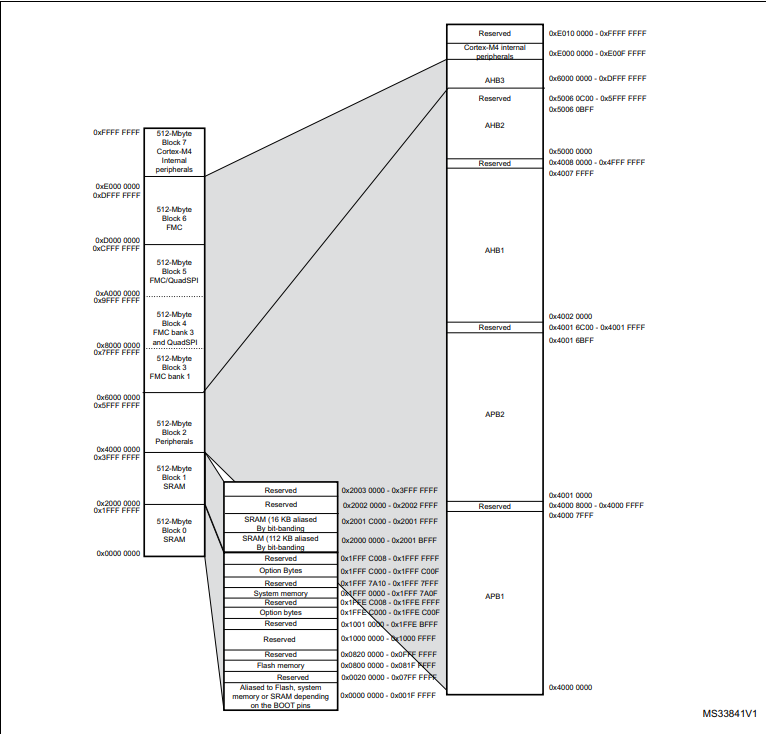 0xFFFF FFFF
512-Mbyte
Block 7
Cortex-M4
Internal
peripherals
0xE000 0000
0xDFFF FFFF
512-Mbyte
Block 6
FMC
0xD000 0000
0xCFFF FFFF
512-Mbyte
Block 5
FMC/QuadSPI
0xA000 0000
0x9FFF FFFF
512-Mbyte
Block 4
FMC bank 3
and QuadSPI
0x8000 0000
0x7FFF FFFF
512-Mbyte
Block 3
FMC bank 1
0x6000 0000
0x5FFF FFFF
512-Mbyte
Block 2
Peripherals
0x4000 0000
0x3FFF FFFF
512-Mbyte
Block 1
SRAM
0x2000 0000
0x1FFF FFFF
512-Mbyte
Block 0
SRAM
0x0000 0000
Reserved 0x2003 0000 - 0x3FFF FFFF
Reserved 0x2002 0000 - 0x2002 FFFF
SRAM (16 KB aliased
By bit-banding
0x2001 C000 - 0x2001 FFFF
SRAM (112 KB aliased
By bit-banding
0x2000 0000 - 0x2001 BFFF
Reserved 0x1FFF C008 - 0x1FFF FFFF
Option Bytes 0x1FFF C000 - 0x1FFF C00F
Reserved 0x1FFF 7A10 - 0x1FFF 7FFF
System memory 0x1FFF 0000 - 0x1FFF 7A0F
Reserved 0x1FFE C008 - 0x1FFE FFFF
Option bytes 0x1FFE C000 - 0x1FFE C00F
Reserved 0x1001 0000 - 0x1FFE BFFF
Reserved 0x1000 0000 - 0x1000 FFFF
Reserved 0x0820 0000 - 0x0FFF FFFF
Flash memory 0x0800 0000 - 0x081F FFFF
Reserved 0x0020 0000 - 0x07FF FFFF
Aliased to Flash, system
memory or SRAM depending
on the BOOT pins
0x0000 0000 - 0x001F FFFF
Reserved 0xE010 0000 - 0xFFFF FFFF
Cortex-M4 internal
peripherals
0xE000 0000 - 0xE00F FFFF
AHB3 0x6000 0000 - 0xDFFF FFFF
Reserved 0x5006 0C00 - 0x5FFF FFFF
0x5006 0BFF
AHB2
0x5000 0000
Reserved 0x4008 0000 - 0x4FFF FFFF
0x4007 FFFF
AHB1
0x4002 0000
Reserved 0x4001 6C00 - 0x4001 FFFF
0x4001 6BFF
APB2
0x4001 0000
Reserved 0x4000 8000 - 0x4000 FFFF
0x4000 7FFF
APB1
0x4000 0000
MS33841V1